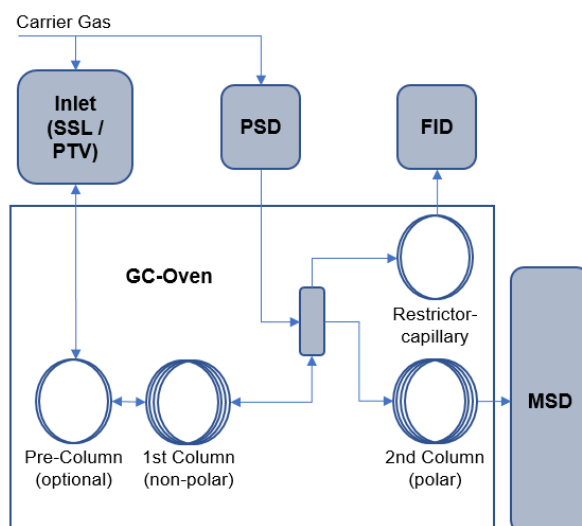 Carrier Gas
Inlet
(SSL /
PTV)
PSD
FID
GC-Oven
Restrictor-
capillary
MSD
Pre-Column
(optional)
1st Column
(non-polar)
2nd Column
(polar)